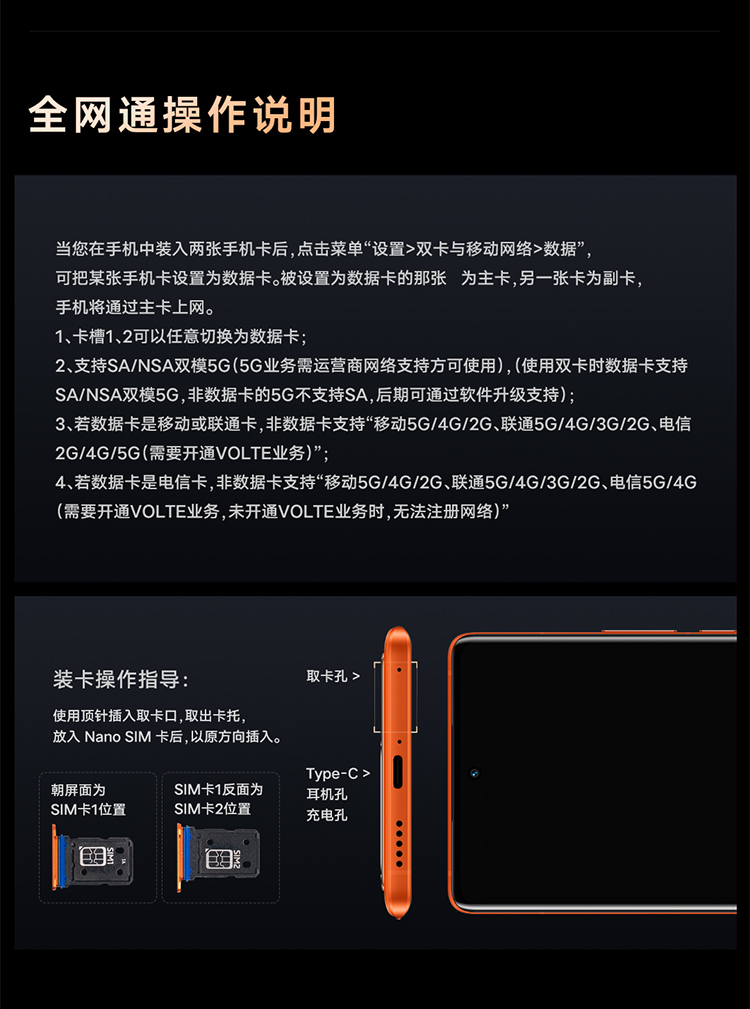 全网通操作说明
当您在手机中装入两张手机卡后,点击菜单“设置>双卡与移动网络>数据”,
可把某张手机卡设置为数据卡。被设置为数据卡的那张 为主卡,另一张卡为副卡,
手机将通过主卡上网。
1、卡槽1、2可以任意切换为数据卡;
2、支持SA/NSA双模5G(5G业务需运营商网络支持方可使用),(使用双卡时数据卡支持
SA/NSA双模5G,非数据卡的5G不支持SA,后期可通过软件升级支持);
3、若数据卡是移动或联通卡,非数据卡支持“移动5G/4G/2G、联通5G/4G/3G/2G、电信
2G/4G/5G(需要开通VOLTE业务)”;
4、若数据卡是电信卡,非数据卡支持“移动5G/4G/2G、联通5G/4G/3G/2G、电信5G/4G
(需要开通VOLTE业务,未开通VOLTE业务时,无法注册网络)”
装卡操作指导:
使用顶针插入取卡口,取出卡托,
放入 Nano SIM 卡后,以原方向插入。
朝屏面为
SIM卡1位置
SIM1
SIM卡1反面为
SIM卡2位置
SIM2
取卡孔 >
Type-C >
耳机孔
充电孔